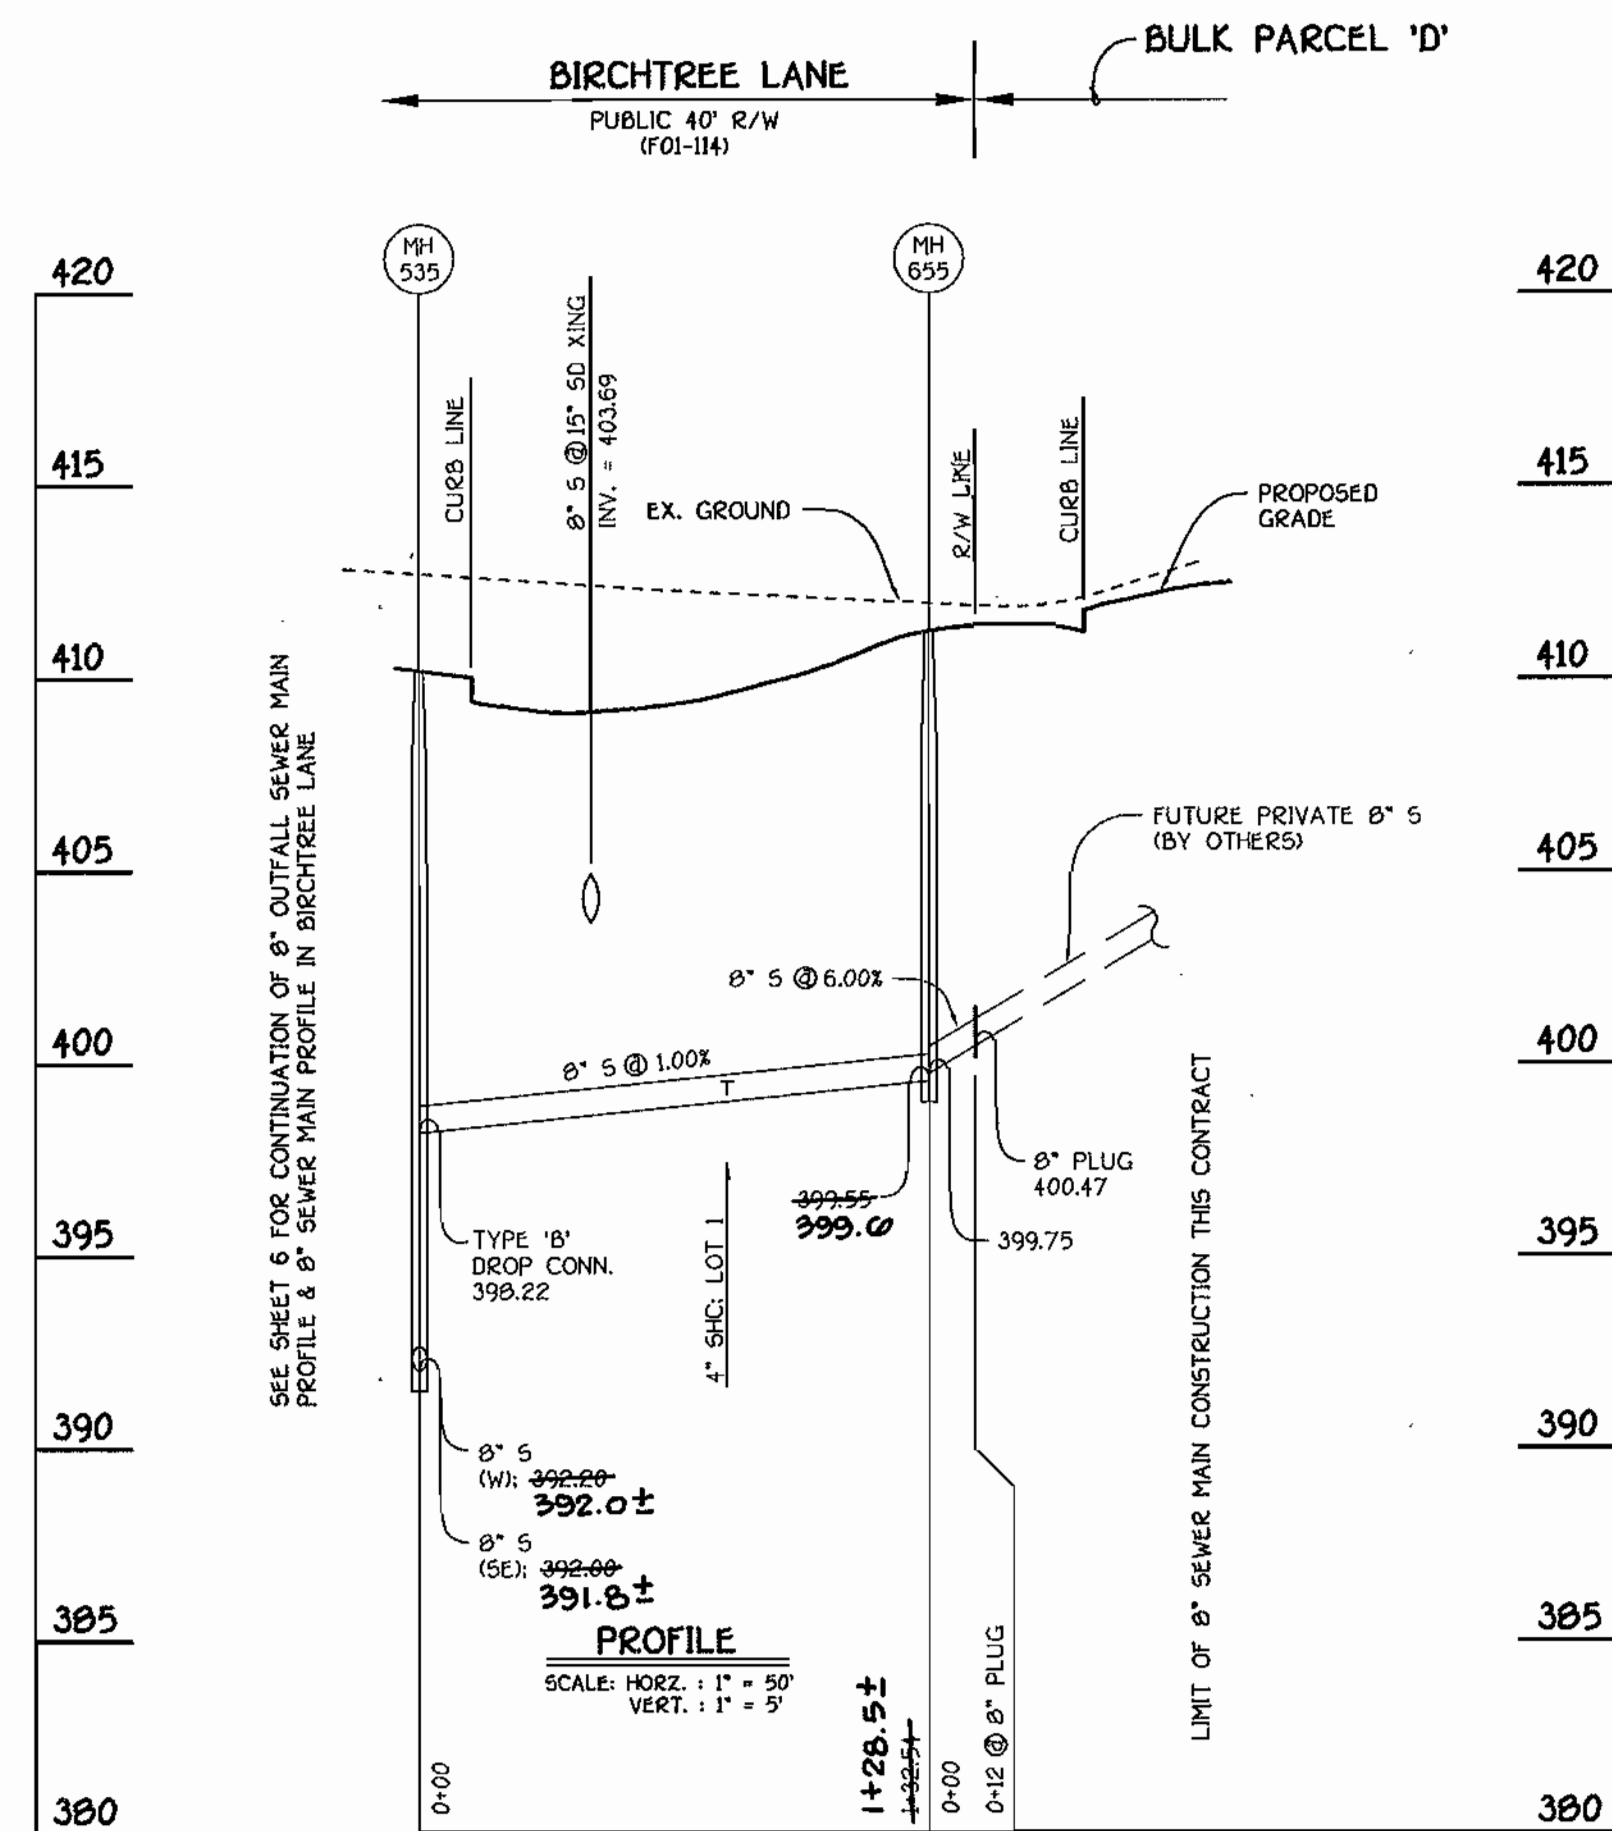 BULK PARCEL 'D'
BIRCHTREE LANE
PUBLIC 40' R/W
(F01-114)
MH
535
MH
655
420
420
415
415
410
410
405
405
400
400
395
395
390
390
385
385
380
380
CURB LINE
8" S @ 15" SD XING
INV. = 403.69
EX. GROUND
R/W LINE
CURB LINE
PROPOSED
GRADE
SEE SHEET 6 FOR CONTINUATION OF 8" OUTFALL SEWER MAIN
PROFILE & 8" SEWER MAIN PROFILE IN BIRCHTREE LANE
FUTURE PRIVATE 8" S
(BY OTHERS)
8" S @ 6.00%
8" S @ 1.00%
T
8" PLUG
400.47
399.55
399.6
399.75
TYPE 'B'
DROP CONN.
398.22
4" SHC: LOT 1
LIMIT OF 8" SEWER MAIN CONSTRUCTION THIS CONTRACT
8" S
(W): 392.20
392.0±
8" S
(SE): 392.00
391.8±
PROFILE
SCALE: HORZ. : 1" = 50'
VERT. : 1" = 5'
0+00
1+28.5±
1+32.54
0+00
0+12 @ 8" PLUG